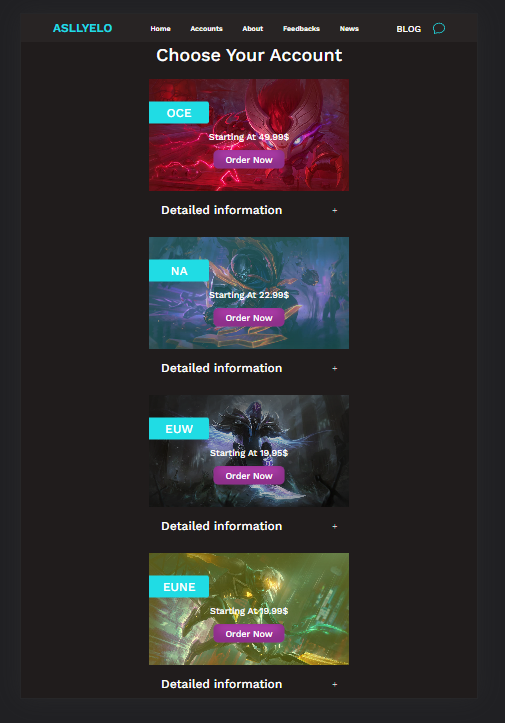 ASLLYELO Home Accounts About Feedbacks News BLOG
Choose Your Account
OCE
Starting At 49.99$
Order Now
Detailed information +
NA
Starting At 22.99$
Order Now
Detailed information +
EUW
Starting At 19.95$
Order Now
Detailed information +
EUNE
Starting At 19.99$
Order Now
Detailed information +